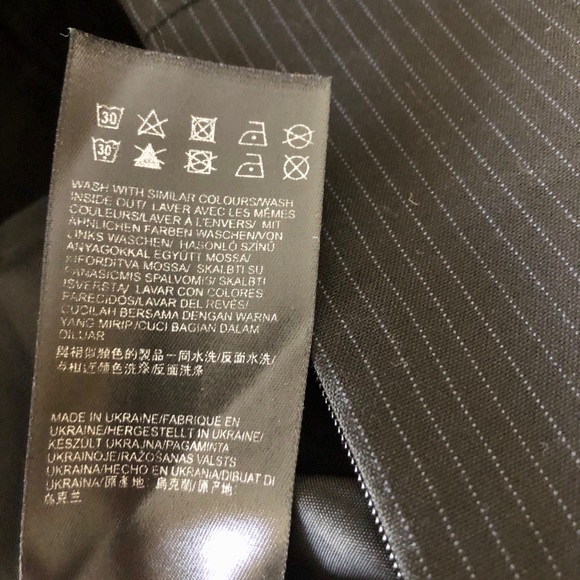 30
30
WASH WITH SIMILAR COLOURS/WASH
INSIDE OUT/ LAVER AVEC LES MÊMES
COULEURS/LAVER À L'ENVERS/ MIT
ÄHNLICHEN FARBEN WASCHEN/VON
LINKS WASCHEN/ HASONLÓ SZÍNŰ
ANYAGOKKAL EGYÜTT MOSSA/
KIFORDÍTVA MOSSA/ SKALBTI SU
PANAŠIOMIS SPALVOMIS/ SKALBTI
IŠVERSTĄ/ LAVAR CON COLORES
PARECIDOS/LAVAR DEL REVÉS/
CUCILAH BERSAMA DENGAN WARNA
YANG MIRIP/CUCI BAGIAN DALAM
DILUAR
與相似顏色的製品一同水洗/反面水洗/
与相近颜色洗涤/反面洗涤
MADE IN UKRAINE/FABRIQUE EN
UKRAINE/HERGESTELLT IN UKRAINE/
KÉSZÜLT UKRAJNA/PAGAMINTA
UKRAINOJE/RAŽOŠANAS VALSTS
UKRAINA/HECHO EN UKRANIA/DIBUAT DI
UKRAINA/原產地: 烏克蘭/原产地:
乌克兰